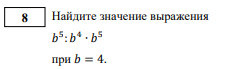 8
Найдите значение выражения
b⁵:b⁴ · b⁵
при b = 4.